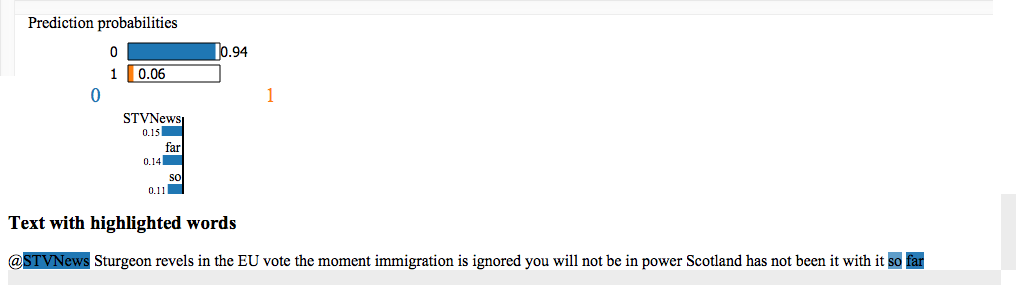 Prediction probabilities
0 0.94
1 0.06
0 1
STVNews
0.15
far
0.14
so
0.11
Text with highlighted words
@STVNews Sturgeon revels in the EU vote the moment immigration is ignored you will not be in power Scotland has not been it with it so far